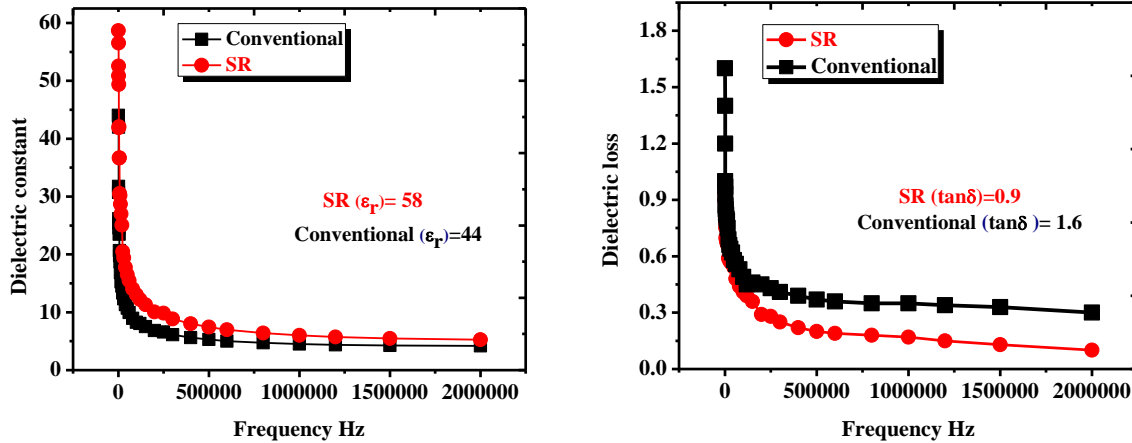 60
50
40
30
20
10
0
Dielectric constant
Conventional
SR
SR (εr)= 58
Conventional (εr)=44
0 500000 1000000 1500000 2000000
Frequency Hz
1.8
1.5
1.2
0.9
0.6
0.3
0.0
Dielectric loss
SR
Conventional
SR (tanδ)=0.9
Conventional (tanδ )= 1.6
0 500000 1000000 1500000 2000000
Frequency Hz